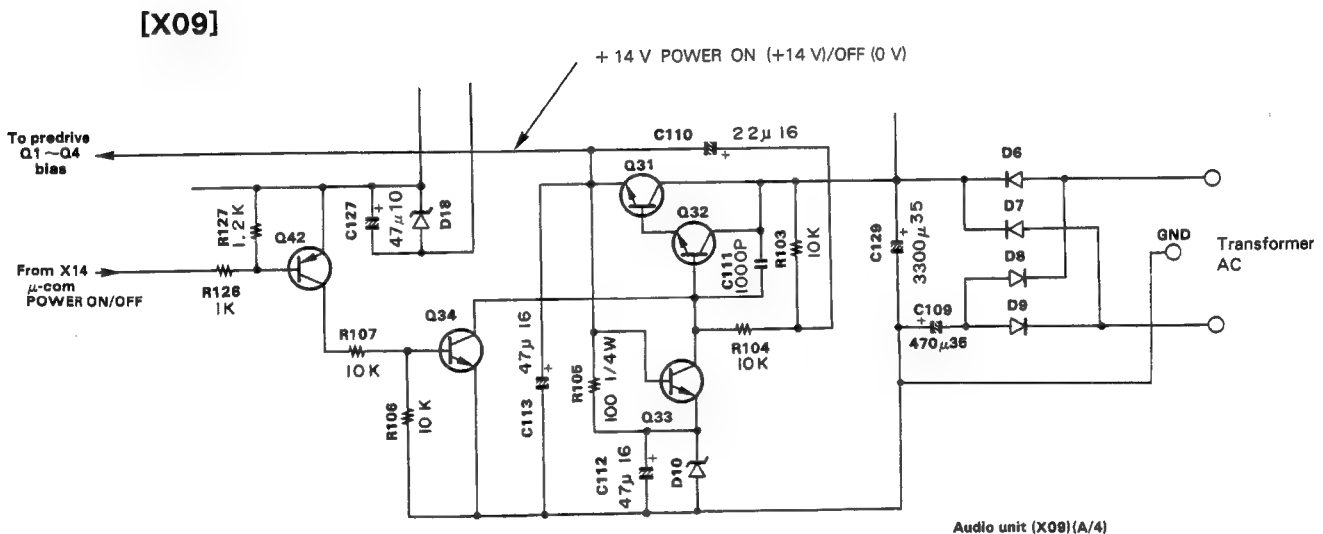 [X09]
+ 14 V POWER ON (+14 V)/OFF (0 V)
To predrive
Q1~Q4
bias
C110
22μ 16
Q31
Q32
D6
D7
D8
D9
R127
1.2K
Q42
C127
47μ10
D18
C111
1000P
R103
10K
C129
3300μ35
GND
Transformer
AC
From X14
μ-com
POWER ON/OFF
R126
1K
Q34
C109
470μ35
R107
10K
R104
10K
R106
10K
C113
47μ 16
R105
100 1/4W
Q33
C112
47μ 16
D10
Audio unit (X09)(A/4)
+
+
+
+
+
+